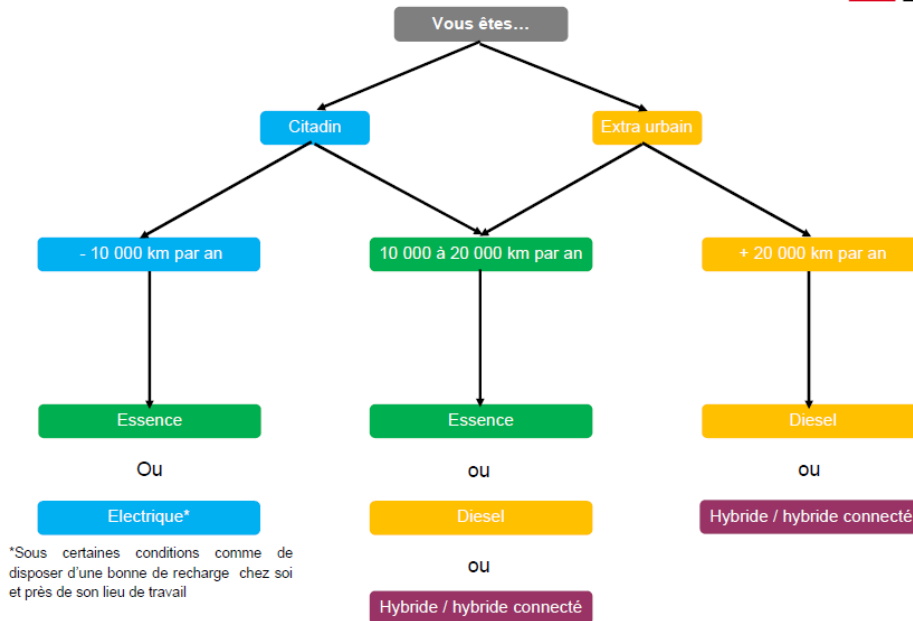 Vous êtes…
Citadin
Extra urbain
- 10 000 km par an
10 000 à 20 000 km par an
+ 20 000 km par an
Essence
Essence
Diesel
Ou
ou
ou
Electrique*
Diesel
Hybride / hybride connecté
*Sous certaines conditions comme de
disposer d’une bonne de recharge chez soi
et près de son lieu de travail
ou
Hybride / hybride connecté